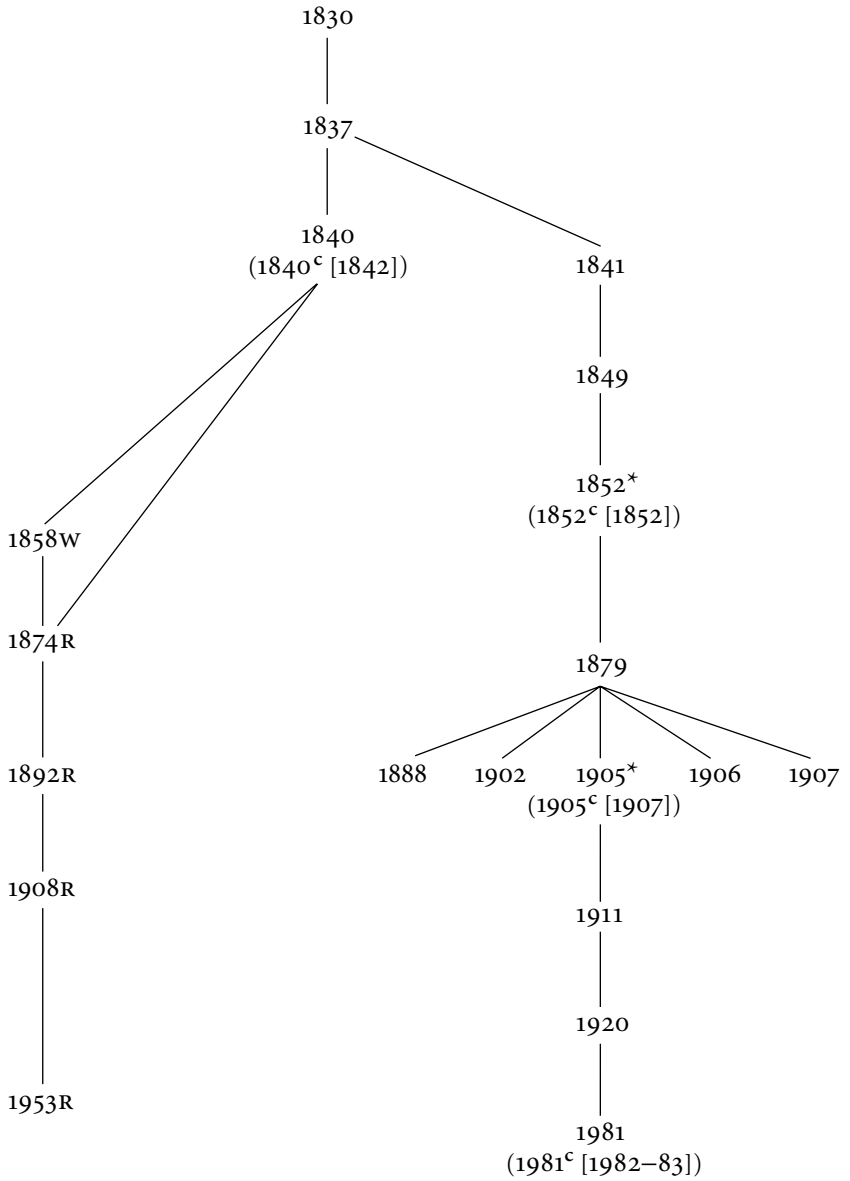 1830
1837
1840
(1840ᶜ [1842])
1841
1849
1852*
(1852ᶜ [1852])
1858W
1874R
1879
1888 1902 1905* 1906 1907
(1905ᶜ [1907])
1892R
1908R
1911
1920
1953R
1981
(1981ᶜ [1982–83])